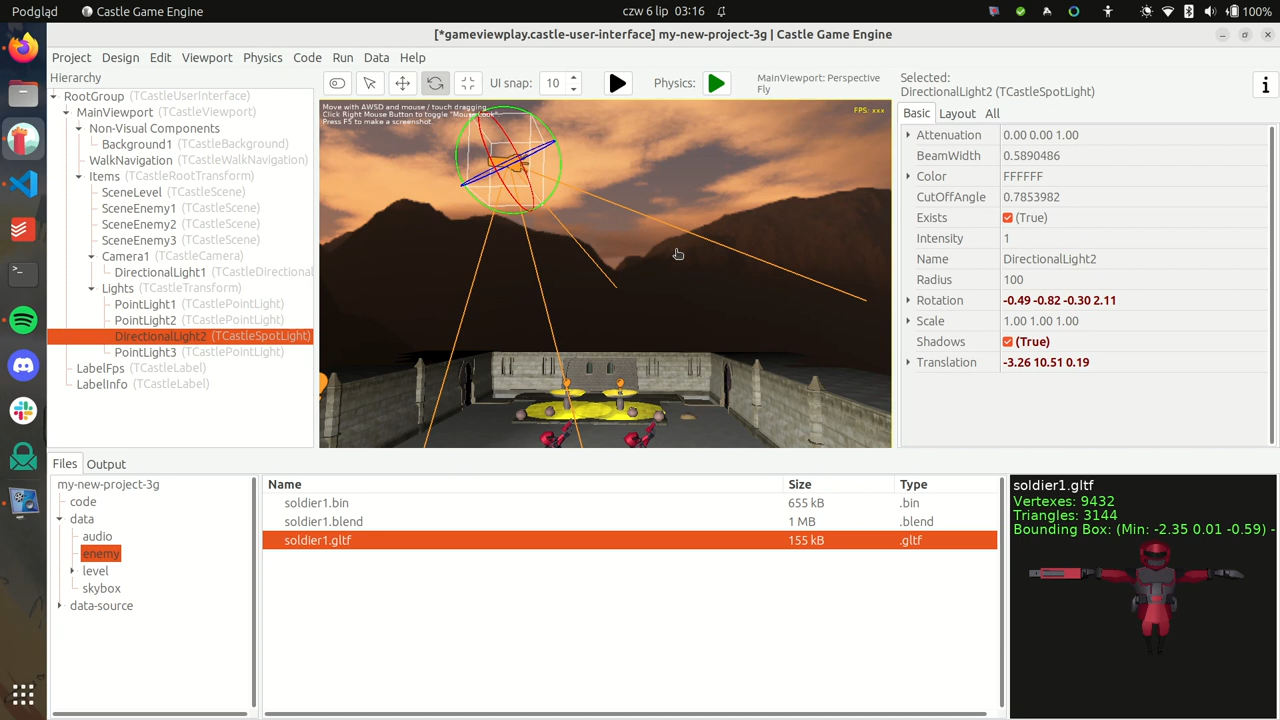 Podgląd
Castle Game Engine
czw 6 lip 03:16
100%
[*gameviewplay.castle-user-interface] my-new-project-3g | Castle Game Engine
Project Design Edit Viewport Physics Code Run Data Help
Hierarchy
RootGroup (TCastleUserInterface)
MainViewport (TCastleViewport)
Non-Visual Components
Background1 (TCastleBackground)
WalkNavigation (TCastleWalkNavigation)
Items (TCastleRootTransform)
SceneLevel (TCastleScene)
SceneEnemy1 (TCastleScene)
SceneEnemy2 (TCastleScene)
SceneEnemy3 (TCastleScene)
Camera1 (TCastleCamera)
DirectionalLight1 (TCastleDirectional
Lights (TCastleTransform)
PointLight1 (TCastlePointLight)
PointLight2 (TCastlePointLight)
DirectionalLight2 (TCastleSpotLight)
PointLight3 (TCastlePointLight)
LabelFps (TCastleLabel)
LabelInfo (TCastleLabel)
UI snap: 10
Physics:
MainViewport: Perspective
Fly
Move with AWSD and mouse / touch dragging.
Click Right Mouse Button to toggle "Mouse Look"
Press F5 to make a screenshot.
FPS: xxx
Selected:
DirectionalLight2 (TCastleSpotLight)
Basic Layout All
Attenuation 0.00 0.00 1.00
BeamWidth 0.5890486
Color FFFFFF
CutOffAngle 0.7853982
Exists (True)
Intensity 1
Name DirectionalLight2
Radius 100
Rotation -0.49 -0.82 -0.30 2.11
Scale 1.00 1.00 1.00
Shadows (True)
Translation -3.26 10.51 0.19
Files Output
my-new-project-3g
code
data
audio
enemy
level
skybox
data-source
Name Size Type
soldier1.bin 655 kB .bin
soldier1.blend 1 MB .blend
soldier1.gltf 155 kB .gltf
soldier1.gltf
Vertexes: 9432
Triangles: 3144
Bounding Box: (Min: -2.35 0.01 -0.59) -